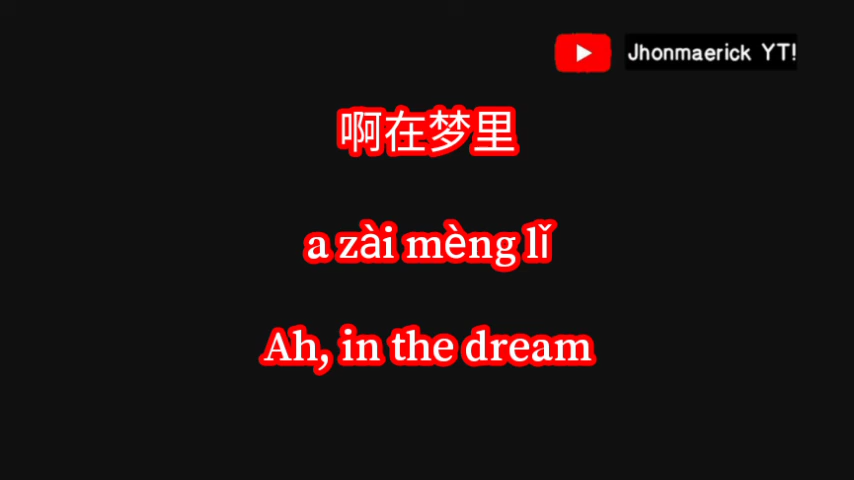 Jhonmaerick YT!
啊在梦里
a zài mèng lǐ
Ah, in the dream